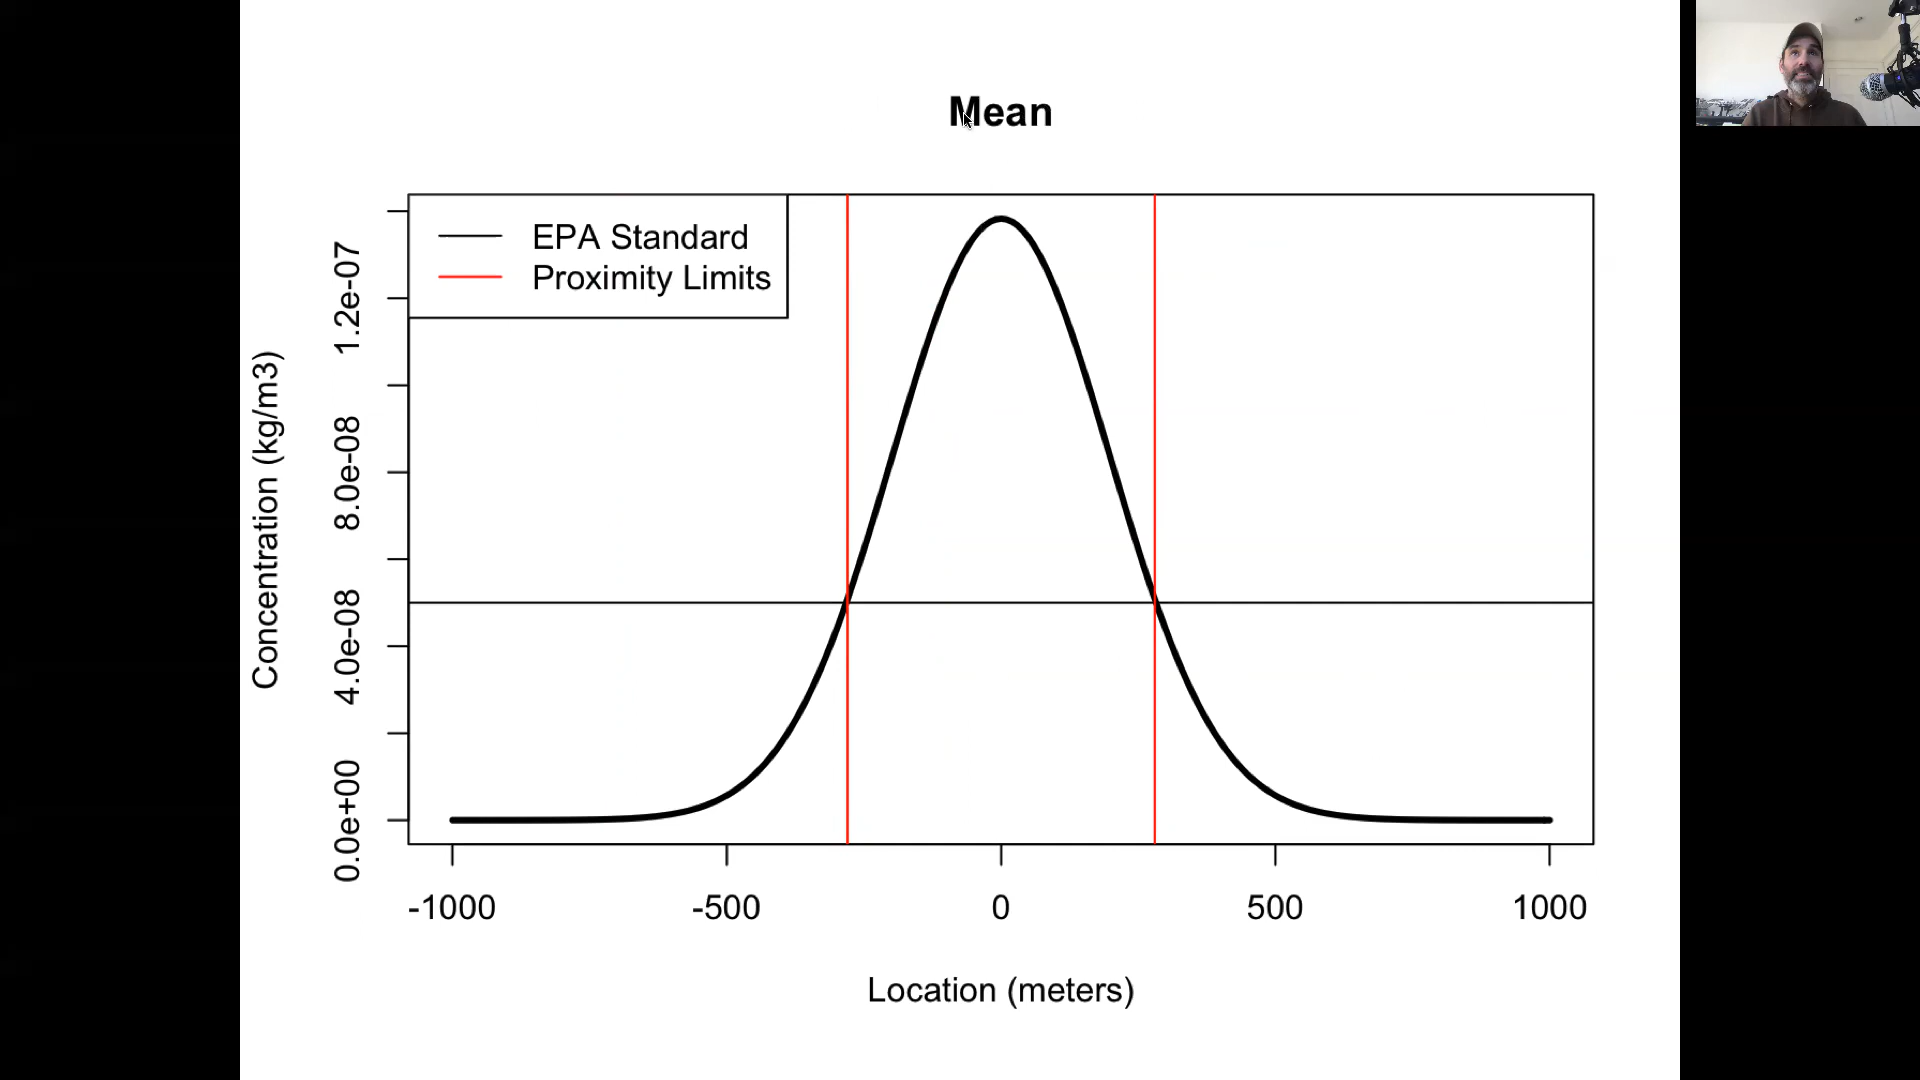 Mean
EPA Standard
Proximity Limits
Concentration (kg/m3)
1.2e-07
8.0e-08
4.0e-08
0.0e+00
-1000 -500 0 500 1000
Location (meters)